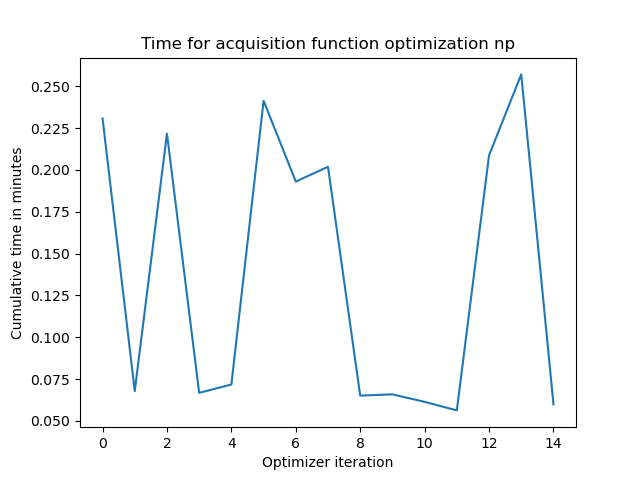 Time for acquisition function optimization np
0.250
0.225
0.200
0.175
0.150
0.125
0.100
0.075
0.050
Cumulative time in minutes
0 2 4 6 8 10 12 14
Optimizer iteration